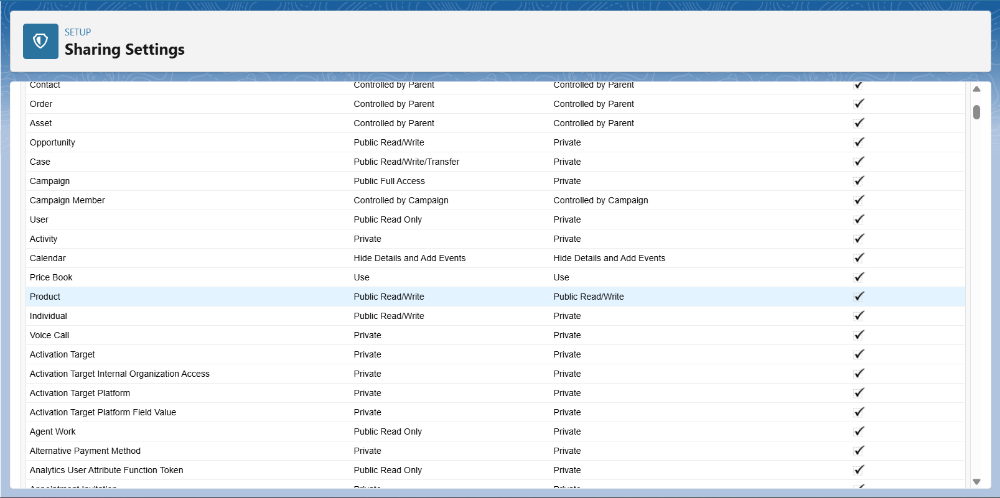 SETUP
Sharing Settings
Contact Controlled by Parent Controlled by Parent
Order Controlled by Parent Controlled by Parent
Asset Controlled by Parent Controlled by Parent
Opportunity Public Read/Write Private
Case Public Read/Write/Transfer Private
Campaign Public Full Access Private
Campaign Member Controlled by Campaign Controlled by Campaign
User Public Read Only Private
Activity Private Private
Calendar Hide Details and Add Events Hide Details and Add Events
Price Book Use Use
Product Public Read/Write Public Read/Write
Individual Public Read/Write Private
Voice Call Private Private
Activation Target Private Private
Activation Target Internal Organization Access Private Private
Activation Target Platform Private Private
Activation Target Platform Field Value Private Private
Agent Work Public Read Only Private
Alternative Payment Method Private Private
Analytics User Attribute Function Token Public Read Only Private
Appointment Invitation Private Private